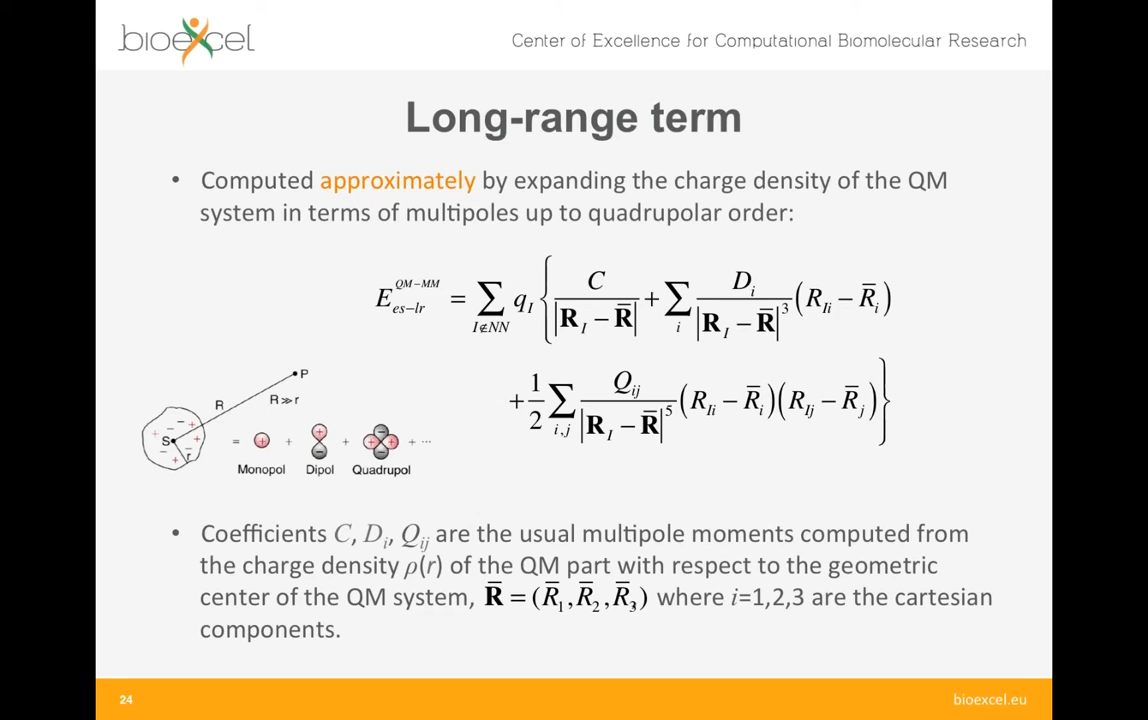 bioexcel
Center of Excellence for Computational Biomolecular Research
Long-range term
• Computed approximately by expanding the charge density of the QM
system in terms of multipoles up to quadrupolar order:
E_{es-lr}^{QM-MM} = ∑_{I∉NN} q_I { C / |R_I − R̄| + ∑_i D_i / |R_I − R̄|^3 (R_{Ii} − R̄_i)
+ 1/2 ∑_{i,j} Q_{ij} / |R_I − R̄|^5 (R_{Ii} − R̄_i)(R_{Ij} − R̄_j) }
P
R
R≫r
S
r
= + + + ...
Monopol Dipol Quadrupol
• Coefficients C, D_i, Q_{ij} are the usual multipole moments computed from
the charge density ρ(r) of the QM part with respect to the geometric
center of the QM system, R̄ = (R̄_1, R̄_2, R̄_3) where i=1,2,3 are the cartesian
components.
24
bioexcel.eu